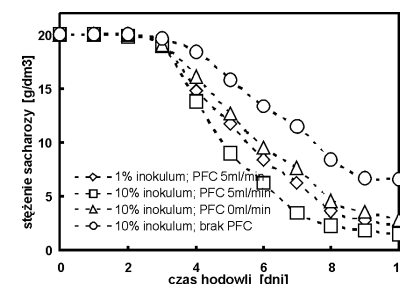 stężenie sacharozy [g/dm3]
20
15
10
5
0
1% inokulum; PFC 5ml/min
10% inokulum; PFC 5ml/min
10% inokulum; PFC 0ml/min
10% inokulum; brak PFC
0 2 4 6 8
czas hodowli [dni]